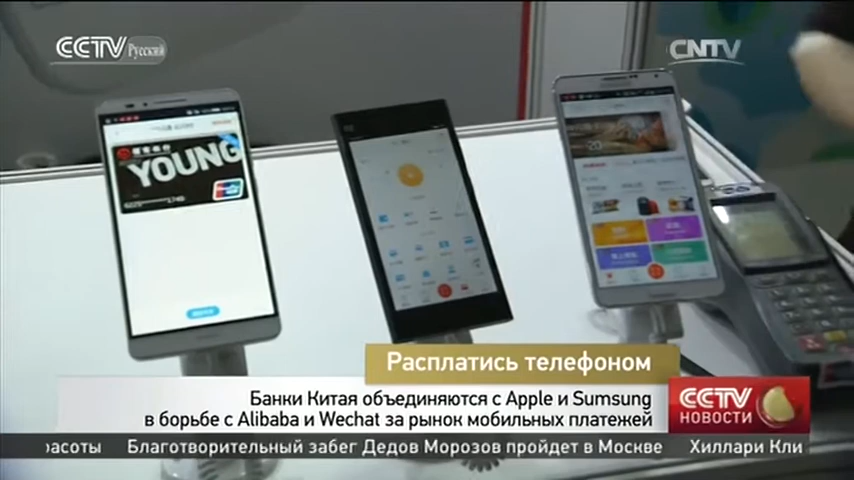 CCTV Русский
CNTV
YOUNG
Расплатись телефоном
Банки Китая объединяются с Apple и Sumsung
в борьбе с Alibaba и Wechat за рынок мобильных платежей
CCTV
НОВОСТИ
расоты Благотворительный забег Дедов Морозов пройдет в Москве Хиллари Кли